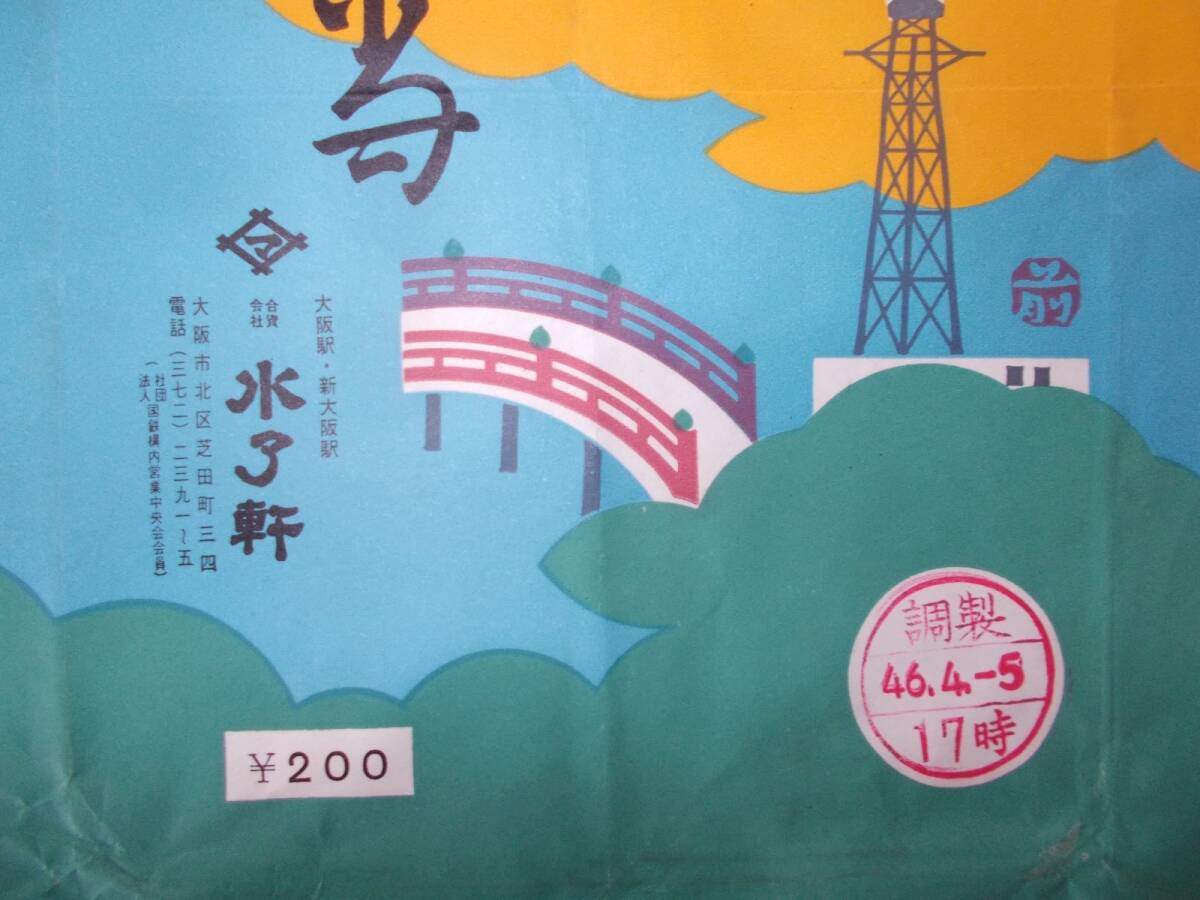 当
大阪駅・新大阪駅
合資会社 水了軒
大阪市北区芝田町三四
電話(三七二)二三九一~五
(社団法人 国鉄構内営業中央会会員)
¥200
調製
46.4.-5
17時